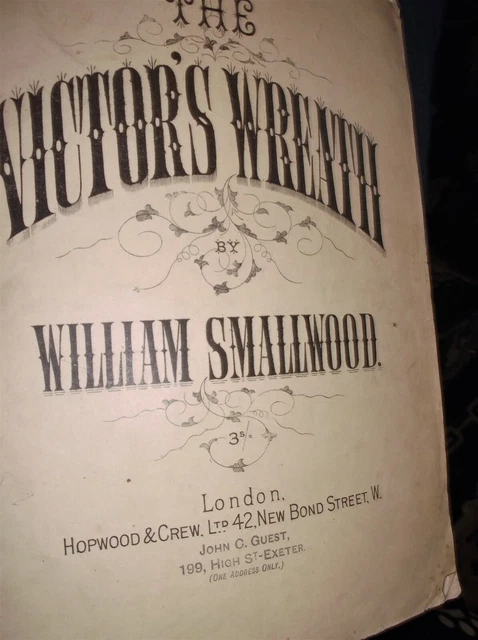 THE
VICTOR'S WREATH
BY
WILLIAM SMALLWOOD.
3s.
London,
HOPWOOD & CREW, LTD 42, NEW BOND STREET, W.
JOHN C. GUEST,
199, HIGH ST-EXETER.
(ONE ADDRESS ONLY.)